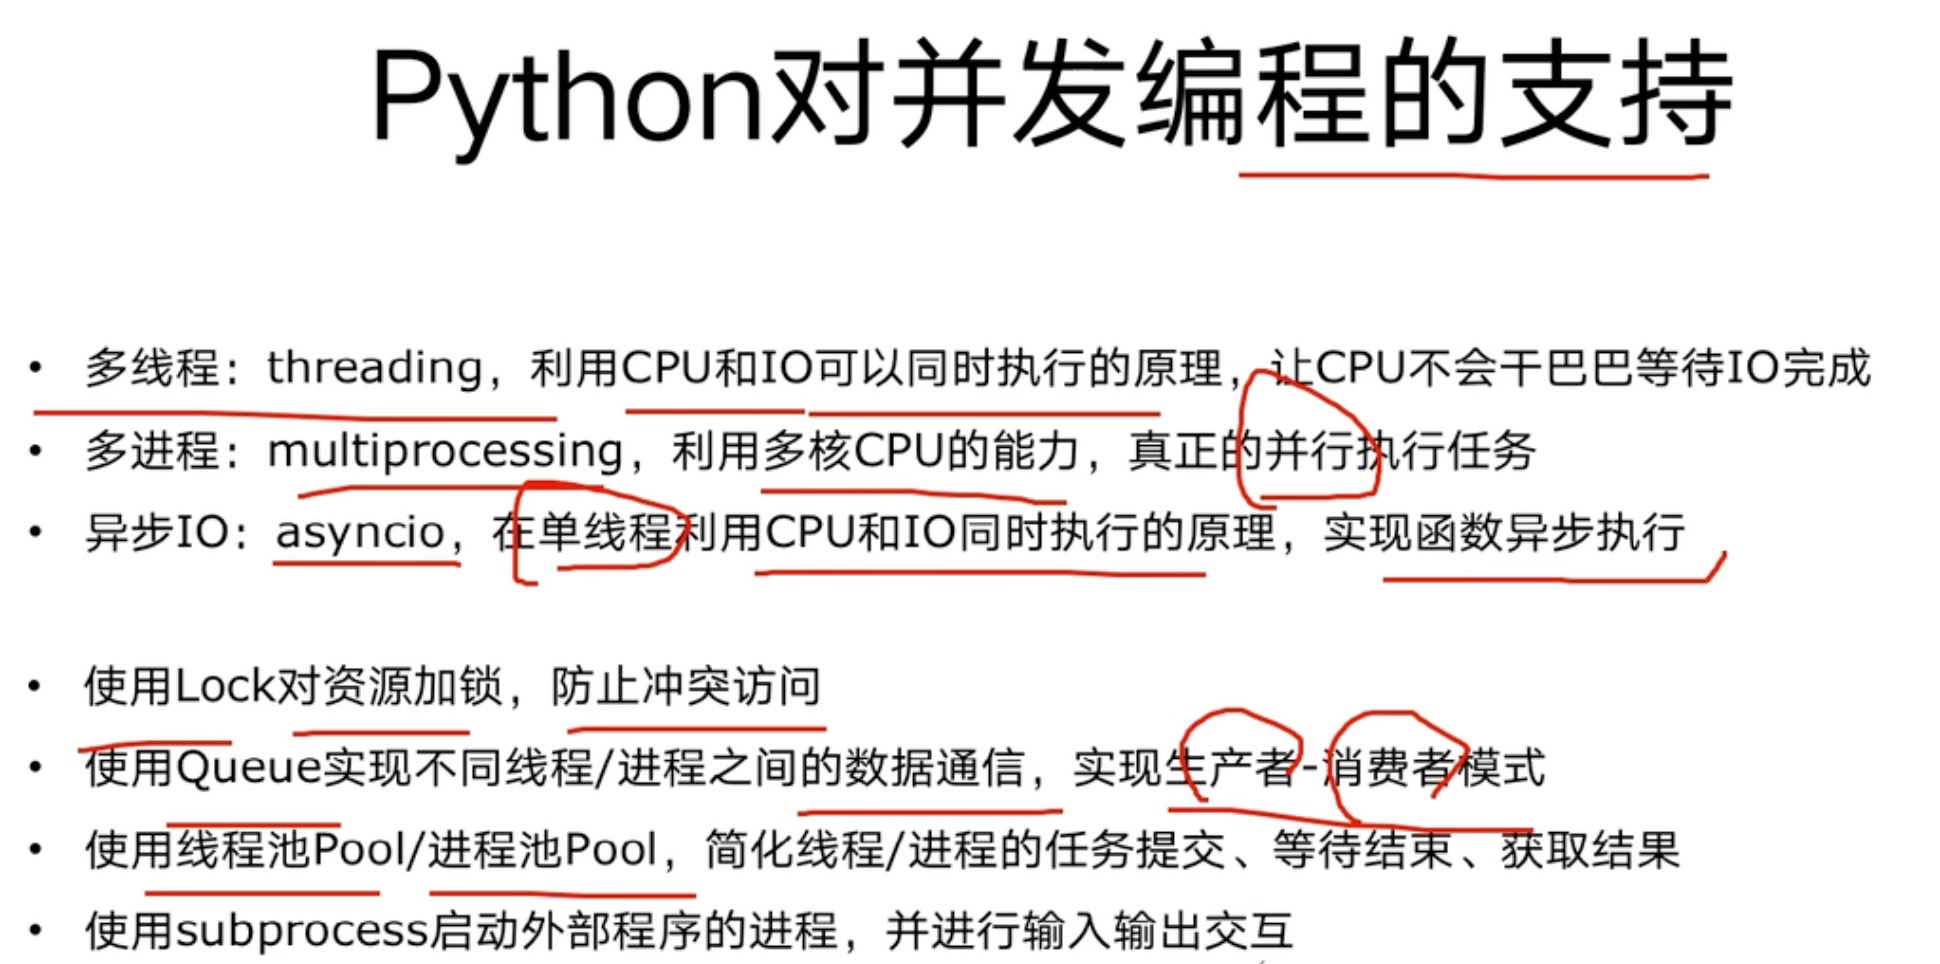 Python对并发编程的支持
• 多线程：threading，利用CPU和IO可以同时执行的原理，让CPU不会干巴巴等待IO完成
• 多进程：multiprocessing，利用多核CPU的能力，真正的并行执行任务
• 异步IO：asyncio，在单线程利用CPU和IO同时执行的原理，实现函数异步执行
• 使用Lock对资源加锁，防止冲突访问
• 使用Queue实现不同线程/进程之间的数据通信，实现生产者-消费者模式
• 使用线程池Pool/进程池Pool，简化线程/进程的任务提交、等待结束、获取结果
• 使用subprocess启动外部程序的进程，并进行输入输出交互